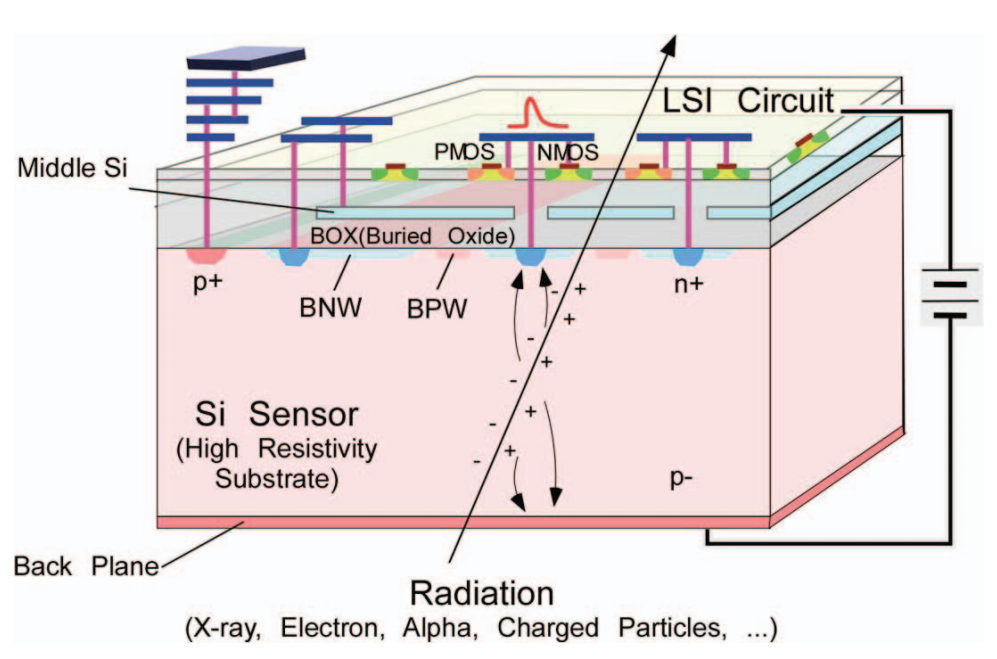 LSI Circuit
PMOS NMOS
Middle Si
BOX(Buried Oxide)
p+
n+
BNW
BPW
- +
+
-
+
-
+
-
+
-
Si Sensor
(High Resistivity
Substrate)
p-
Back Plane
Radiation
(X-ray, Electron, Alpha, Charged Particles, ...)